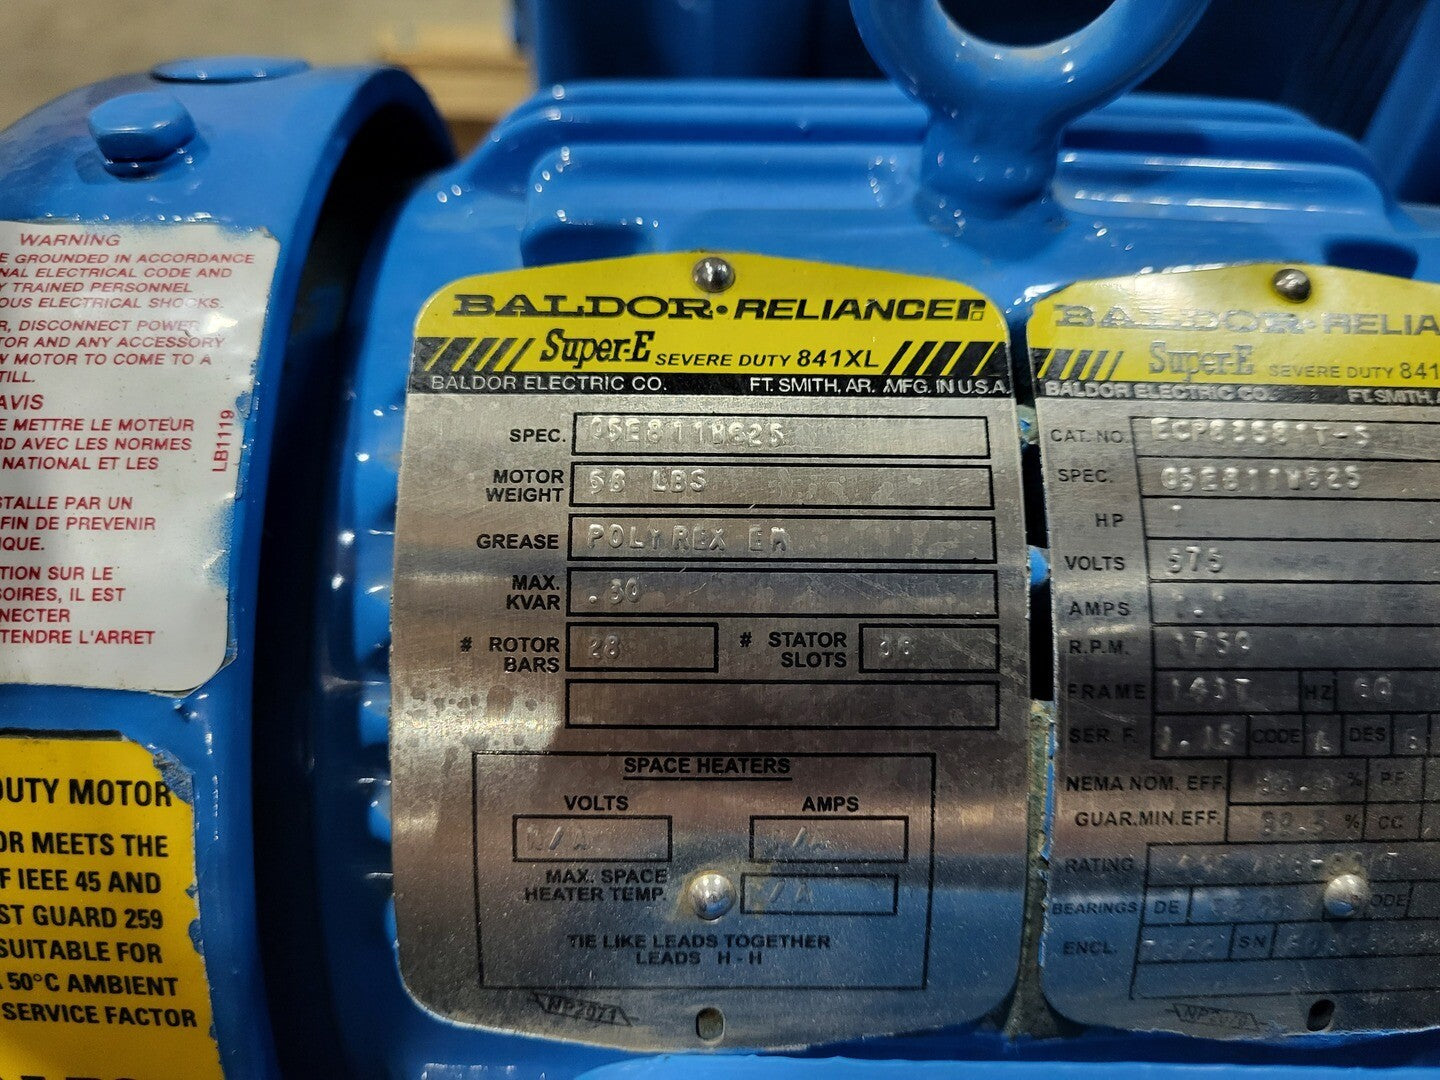 WARNING
E GROUNDED IN ACCORDANCE
NAL ELECTRICAL CODE AND
Y TRAINED PERSONNEL
OUS ELECTRICAL SHOCKS.
R, DISCONNECT POWER
TOR AND ANY ACCESSORY
W MOTOR TO COME TO A
TILL.
AVIS
E METTRE LE MOTEUR
RD AVEC LES NORMES
NATIONAL ET LES
STALLE PAR UN
FIN DE PREVENIR
IQUE.
TION SUR LE
SOIRES, IL EST
NECTER
TENDRE L'ARRET
LB1119
DUTY MOTOR
OR MEETS THE
F IEEE 45 AND
ST GUARD 259
SUITABLE FOR
50°C AMBIENT
SERVICE FACTOR
BALDOR•RELIANCE
Super-E SEVERE DUTY 841XL
BALDOR ELECTRIC CO. FT. SMITH, AR. MFG. IN U.S.A.
SPEC.
MOTOR WEIGHT LBS
GREASE POLYREX EM
MAX. KVAR
# ROTOR BARS 28 # STATOR SLOTS
SPACE HEATERS
VOLTS AMPS
N/A N/A
MAX. SPACE
HEATER TEMP. N/A
TIE LIKE LEADS TOGETHER
LEADS H - H
NP2071
BALDOR•RELIA
Super-E SEVERE DUTY 841
BALDOR ELECTRIC CO. FT. SMITH, A
CAT. NO.
SPEC.
HP 1
VOLTS 575
AMPS
R.P.M. 1750
FRAME 143T HZ 60
SER. F. 1.15 CODE DES
NEMA NOM. EFF. % P.F.
GUAR.MIN.EFF. % CC
RATING
BEARINGS DE ODE
ENCL. SN